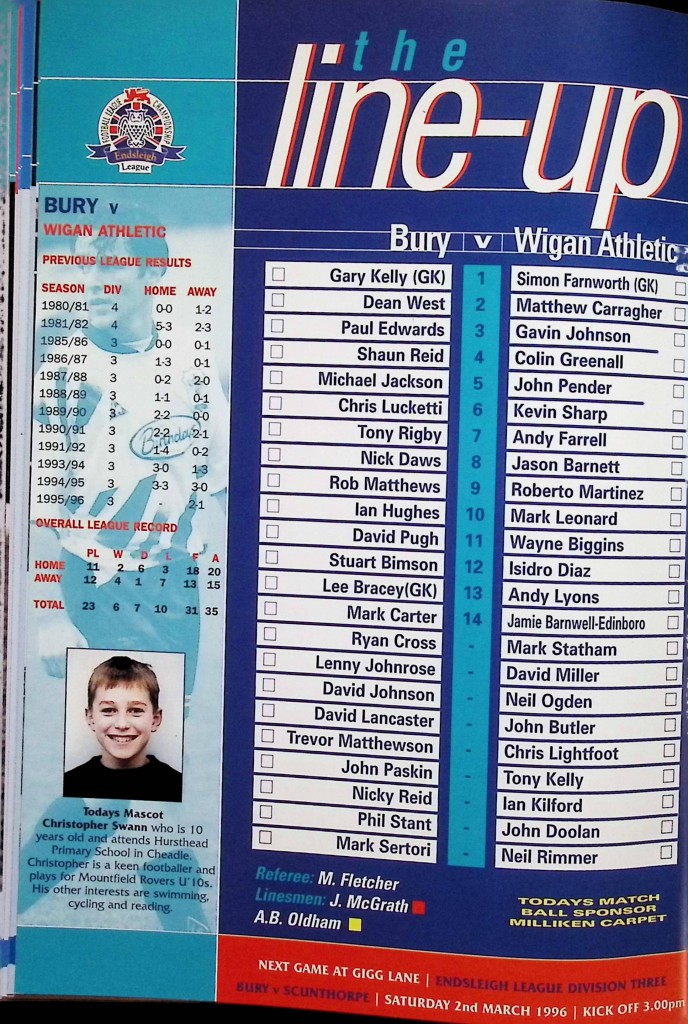 the
line-up
FOOTBALL LEAGUE CHAMPIONSHIP
Endsleigh
League
BURY v
WIGAN ATHLETIC
PREVIOUS LEAGUE RESULTS
SEASON DIV HOME AWAY
1980/81 4 0-0 1-2
1981/82 4 5-3 2-3
1985/86 3 0-0 0-1
1986/87 3 1-3 0-1
1987/88 3 0-2 2-0
1988/89 3 1-1 0-1
1989/90 3 2-2 0-0
1990/91 3 2-2 2-1
1991/92 3 1-4 0-2
1993/94 3 3-0 1-3
1994/95 3 3-3 3-0
1995/96 3 2-1
Birthdays
OVERALL LEAGUE RECORD
PL W D L F A
HOME 11 2 6 3 18 20
AWAY 12 4 1 7 13 15
TOTAL 23 6 7 10 31 35
Todays Mascot
Christopher Swann who is 10
years old and attends Hursthead
Primary School in Cheadle.
Christopher is a keen footballer and
plays for Mountfield Rovers U'10s.
His other interests are swimming,
cycling and reading.
Bury v Wigan Athletic
Gary Kelly (GK) 1 Simon Farnworth (GK)
Dean West 2 Matthew Carragher
Paul Edwards 3 Gavin Johnson
Shaun Reid 4 Colin Greenall
Michael Jackson 5 John Pender
Chris Lucketti 6 Kevin Sharp
Tony Rigby 7 Andy Farrell
Nick Daws 8 Jason Barnett
Rob Matthews 9 Roberto Martinez
Ian Hughes 10 Mark Leonard
David Pugh 11 Wayne Biggins
Stuart Bimson 12 Isidro Diaz
Lee Bracey(GK) 13 Andy Lyons
Mark Carter 14 Jamie Barnwell-Edinboro
Ryan Cross - Mark Statham
Lenny Johnrose - David Miller
David Johnson - Neil Ogden
David Lancaster - John Butler
Trevor Matthewson - Chris Lightfoot
John Paskin - Tony Kelly
Nicky Reid - Ian Kilford
Phil Stant - John Doolan
Mark Sertori - Neil Rimmer
Referee: M. Fletcher
Linesmen: J. McGrath
A.B. Oldham
TODAYS MATCH
BALL SPONSOR
MILLIKEN CARPET
NEXT GAME AT GIGG LANE | ENDSLEIGH LEAGUE DIVISION THREE
BURY v SCUNTHORPE | SATURDAY 2nd MARCH 1996 | KICK OFF 3.00pm